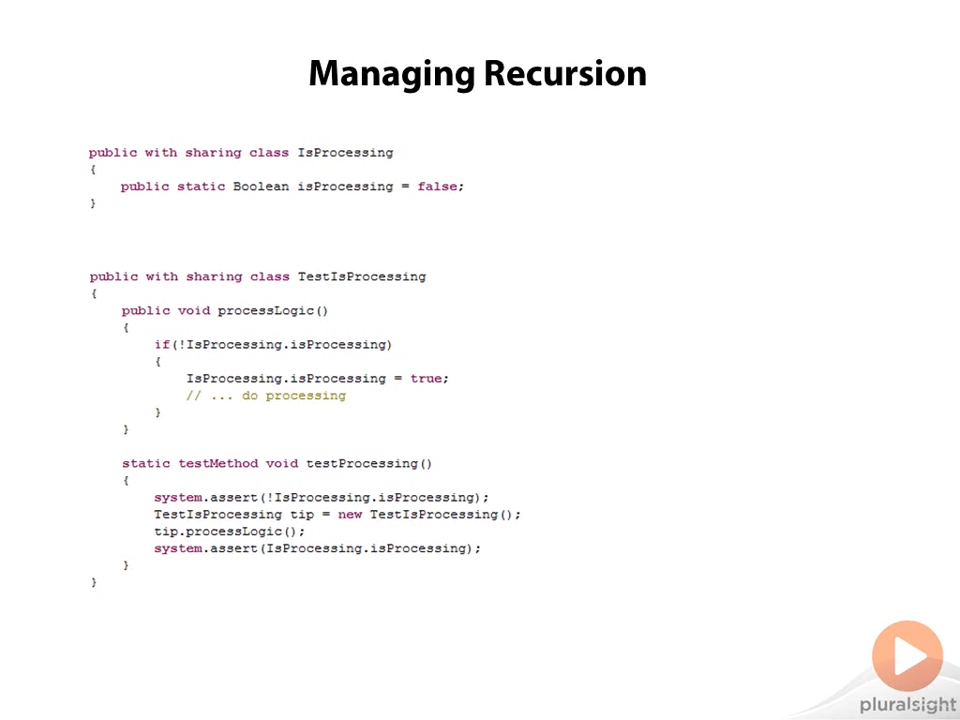 Managing Recursion
public with sharing class IsProcessing
{
    public static Boolean isProcessing = false;
}
public with sharing class TestIsProcessing
{
    public void processLogic()
    {
        if(!IsProcessing.isProcessing)
        {
            IsProcessing.isProcessing = true;
            // ... do processing
        }
    }
    static testMethod void testProcessing()
    {
        system.assert(!IsProcessing.isProcessing);
        TestIsProcessing tip = new TestIsProcessing();
        tip.processLogic();
        system.assert(IsProcessing.isProcessing);
    }
}
pluralsight